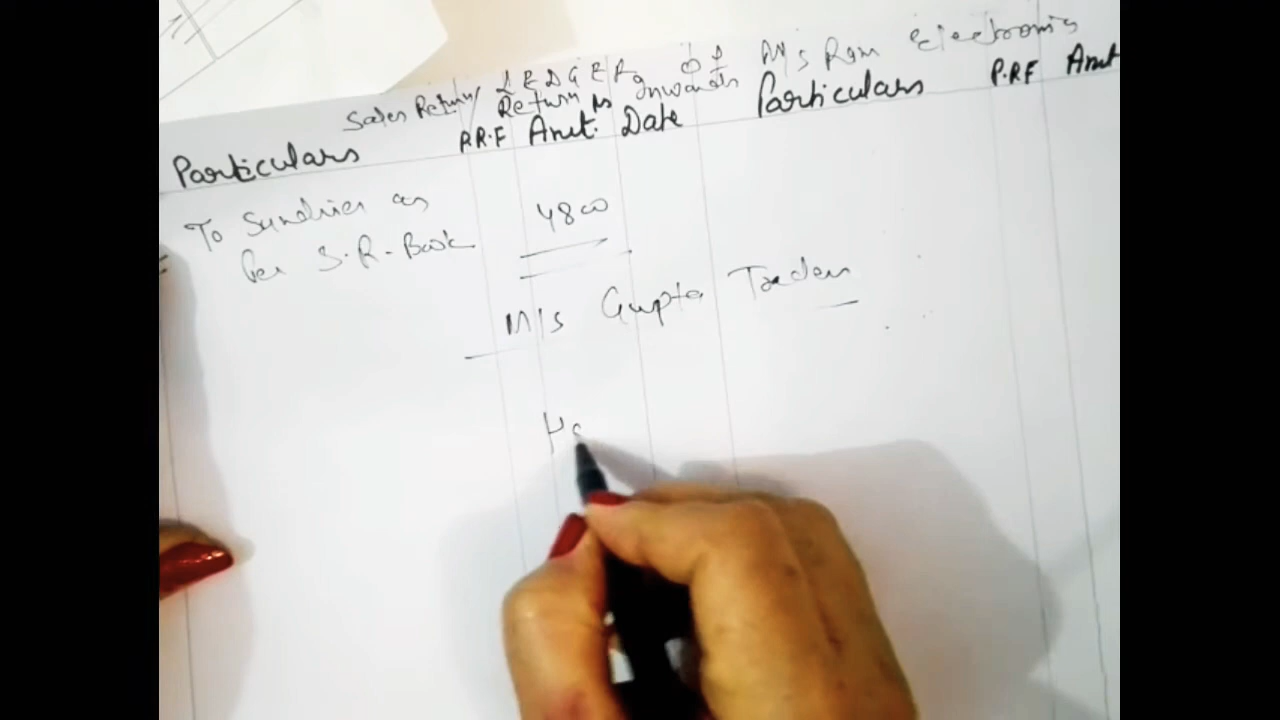 LEDGER of M/s Ram Electronics
Sales Return/ Return Inwards
Particulars P.R.F Amt. Date Particulars P.RF Amt
To Sundries as 4800
Per S.R-Book
M/s Gupta Traders